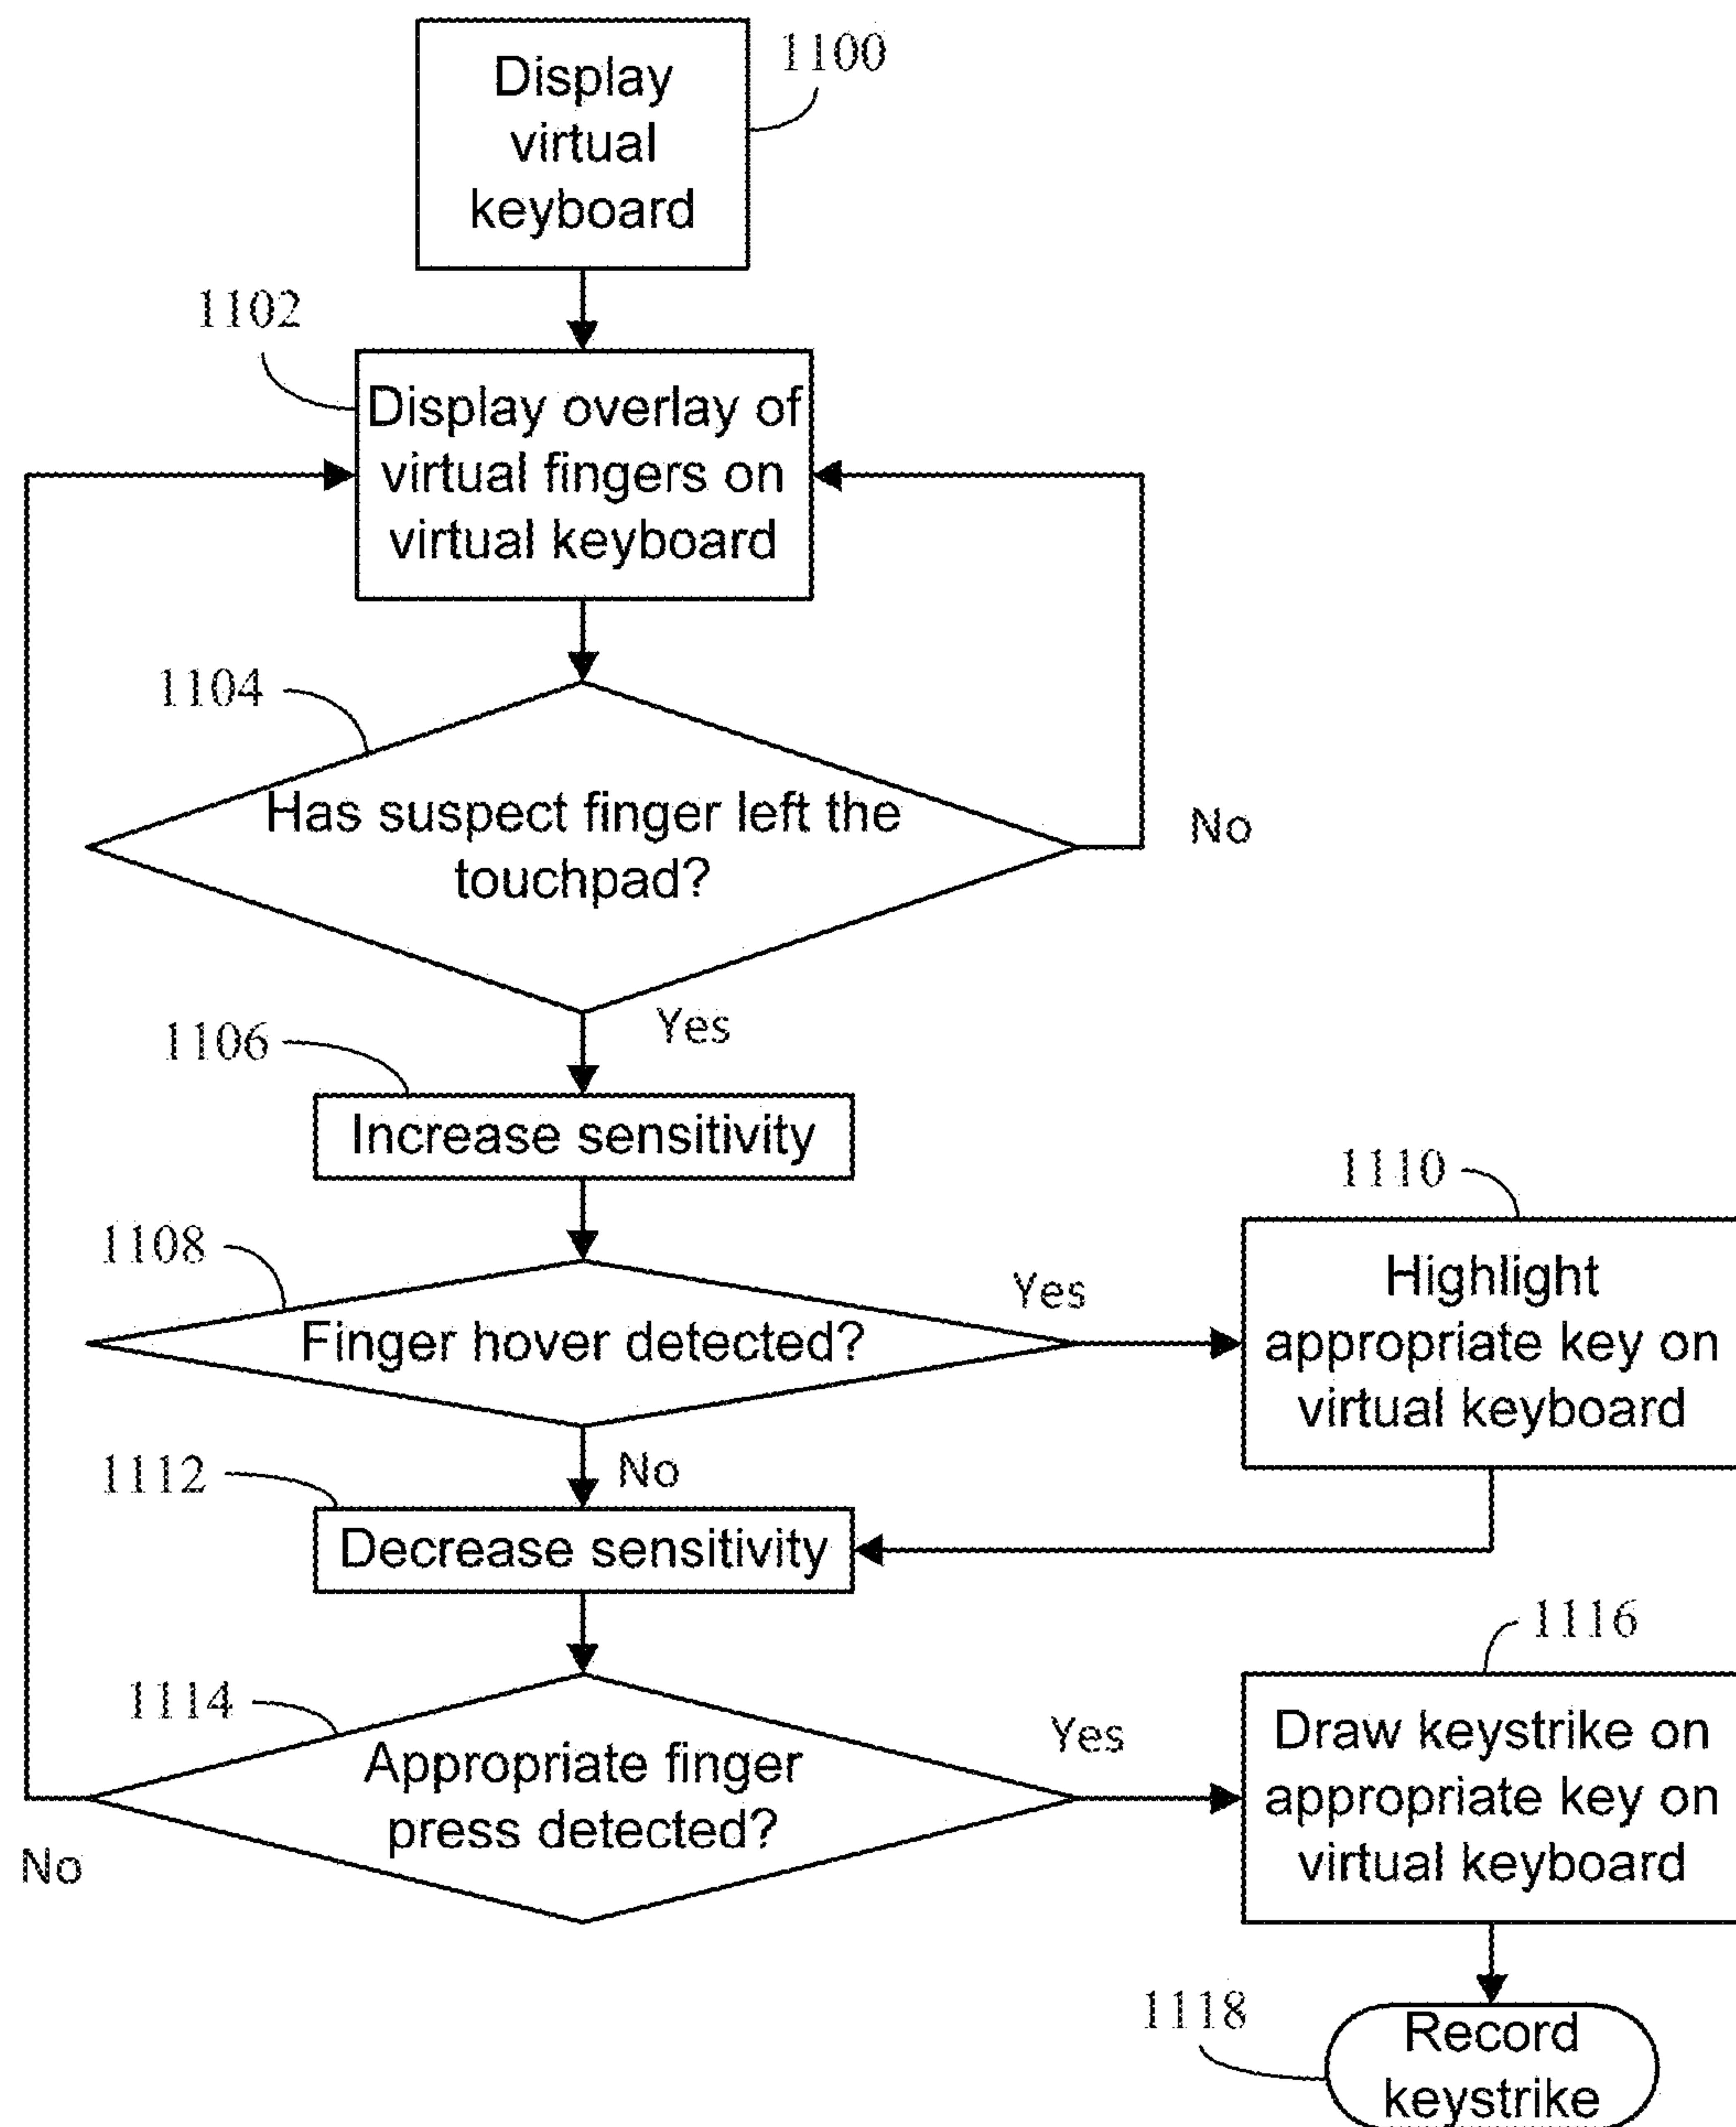 1100
Display
virtual
keyboard
1102
Display overlay of
virtual fingers on
virtual keyboard
1104
Has suspect finger left the
touchpad?
No
Yes
1106
Increase sensitivity
1108
Finger hover detected?
Yes
1110
Highlight
appropriate key on
virtual keyboard
No
1112
Decrease sensitivity
1114
Appropriate finger
press detected?
Yes
No
1116
Draw keystrike on
appropriate key on
virtual keyboard
1118
Record
keystrike